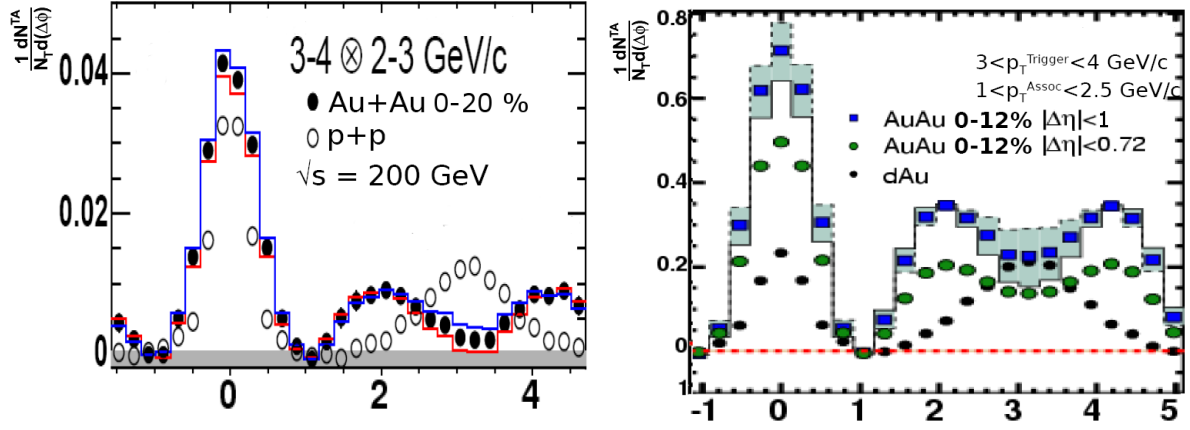 1 dN^TA
N_T d(Δϕ)
0.04
0.02
0
3-4 ⊗ 2-3 GeV/c
Au+Au 0-20 %
p+p
√s = 200 GeV
0 2 4
1 dN^TA
N_T d(Δϕ)
0.8
0.6
0.4
0.2
0
1
3<p_T^Trigger<4 GeV/c
1<p_T^Assoc<2.5 GeV/c
AuAu 0-12% |Δη|<1
AuAu 0-12% |Δη|<0.72
dAu
-1 0 1 2 3 4 5